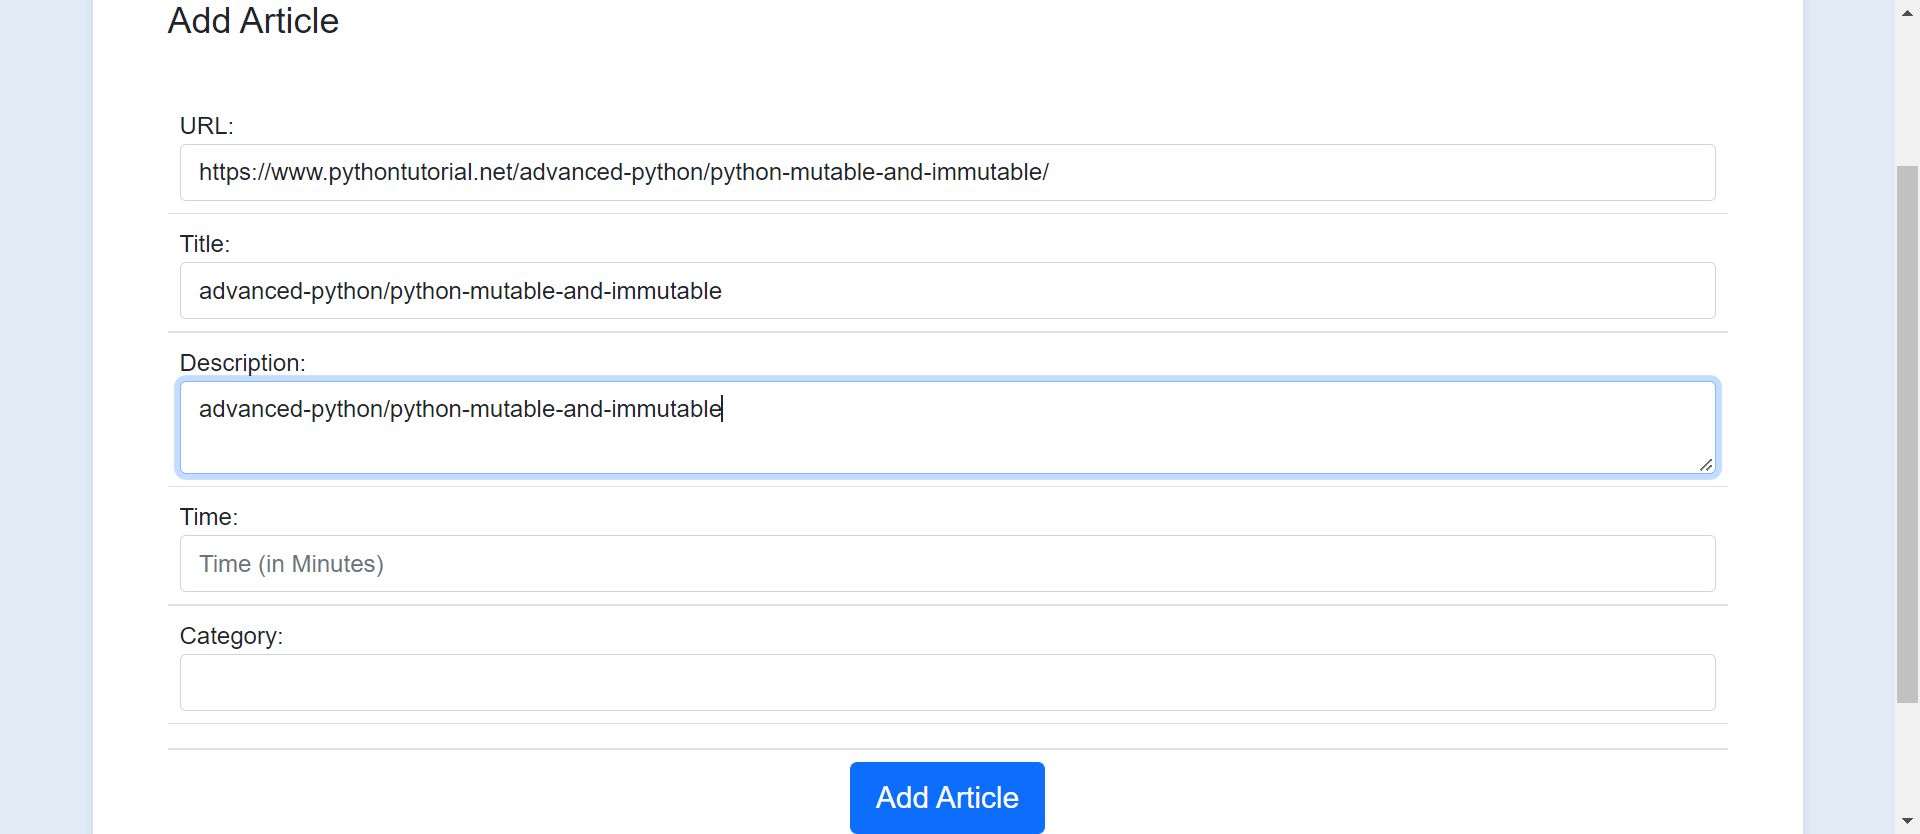 Add Article
URL:
https://www.pythontutorial.net/advanced-python/python-mutable-and-immutable/
Title:
advanced-python/python-mutable-and-immutable
Description:
advanced-python/python-mutable-and-immutable
Time:
Time (in Minutes)
Category:
Add Article